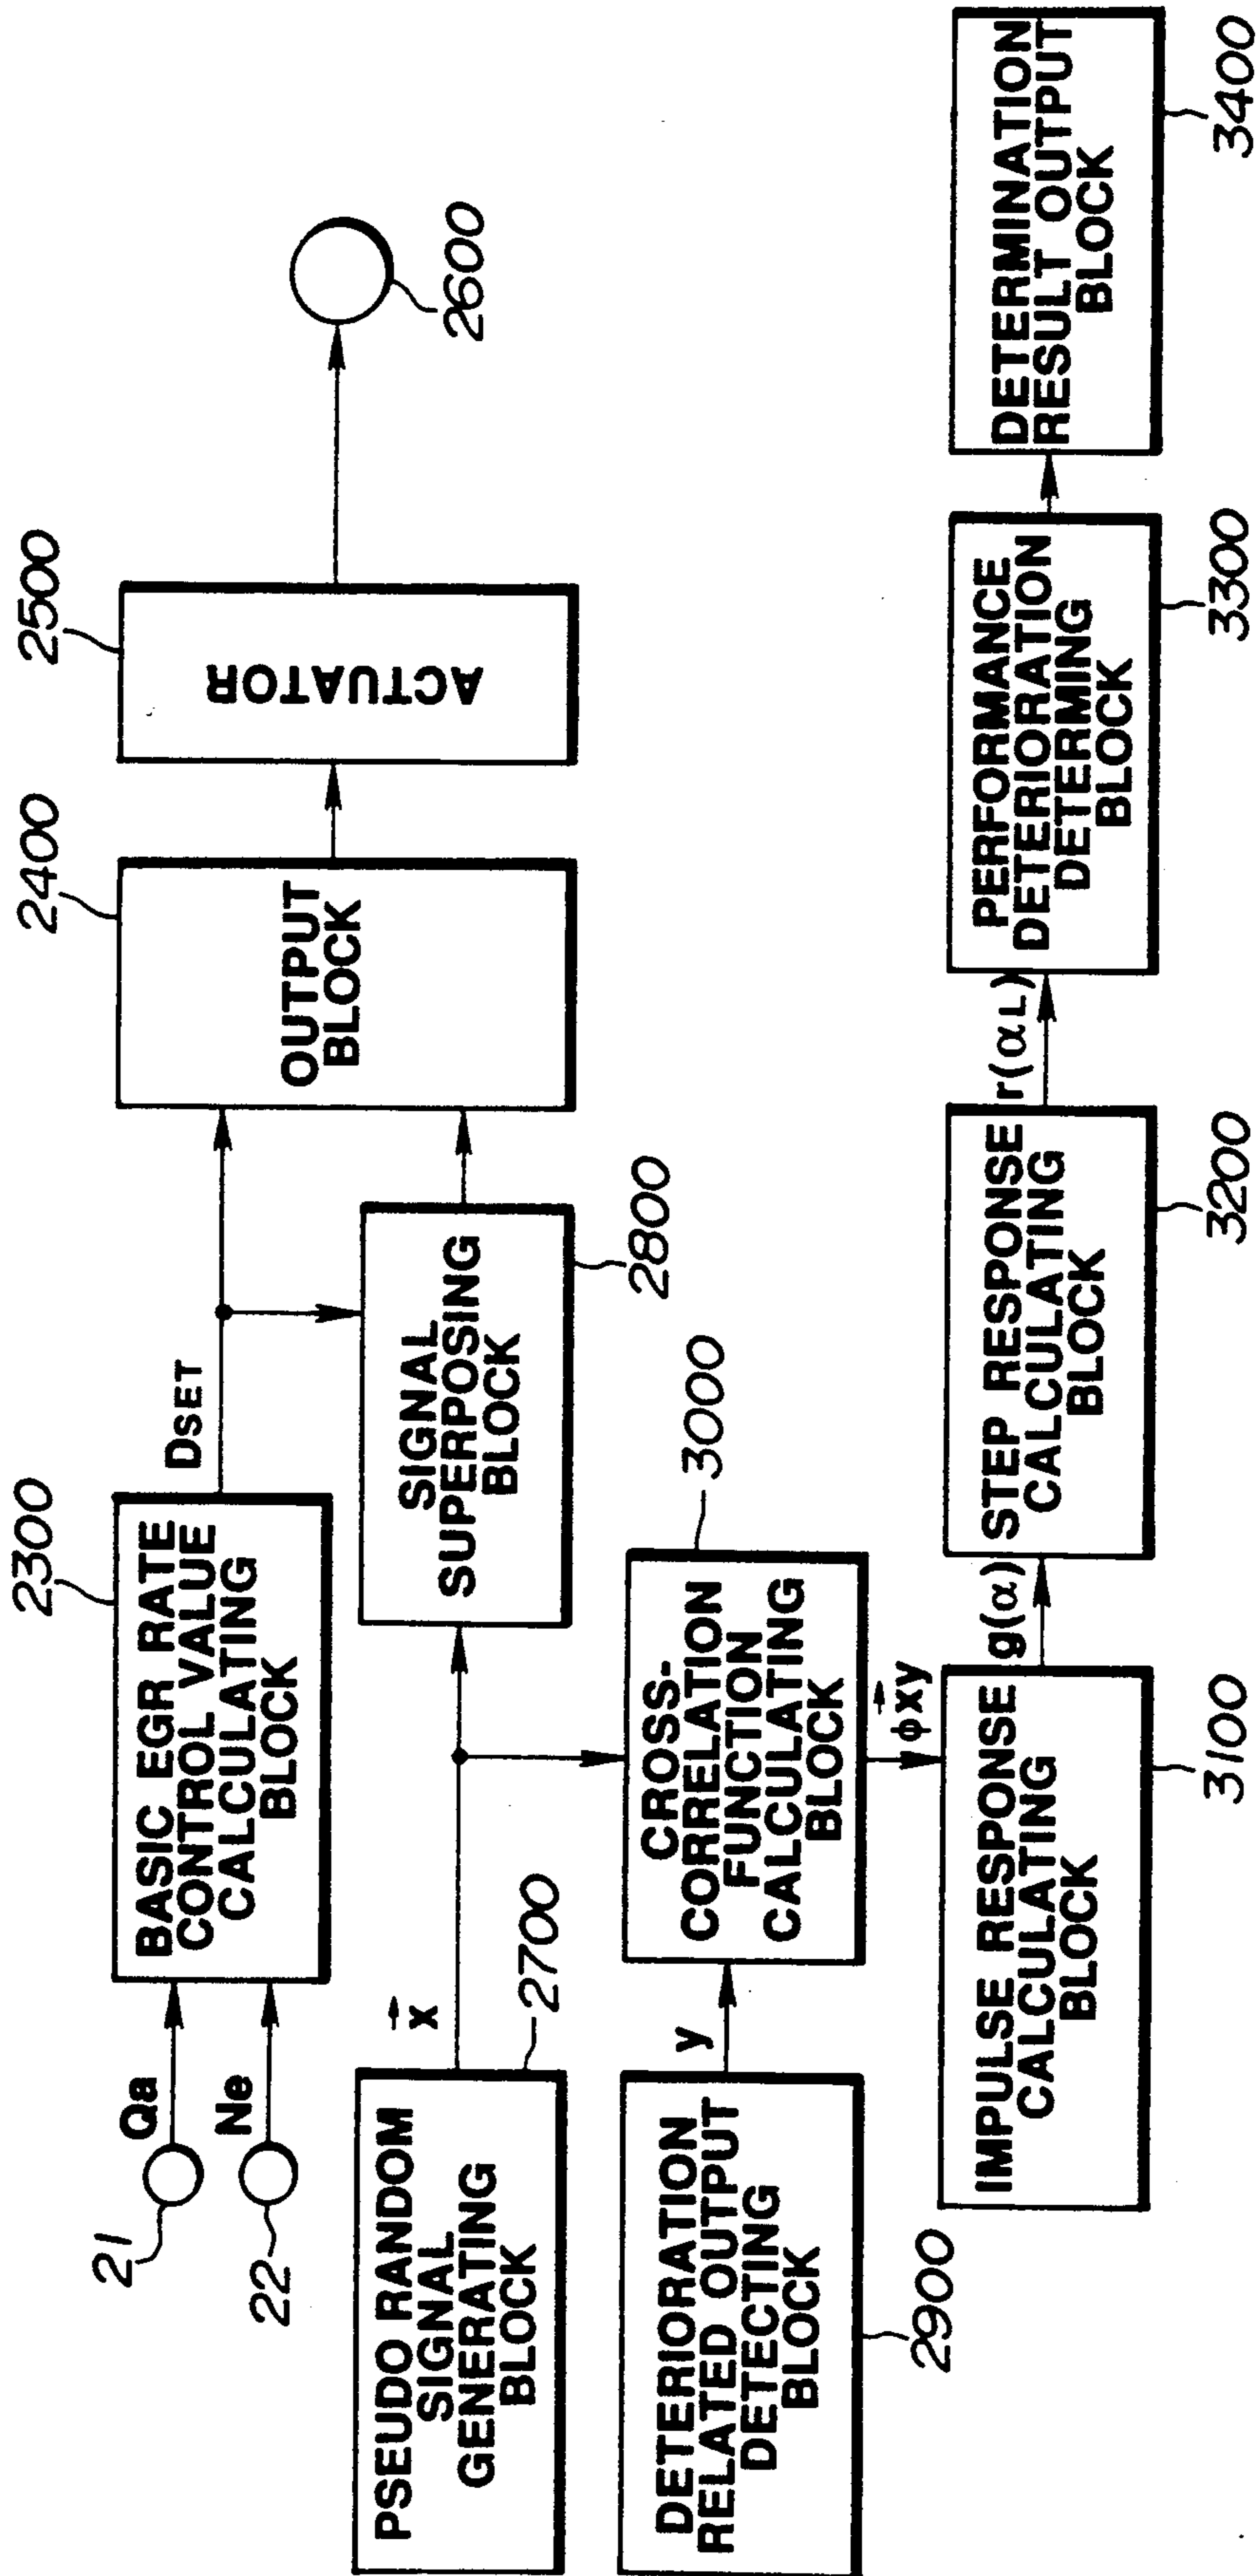 21
Qa
22
Ne
2300
BASIC EGR RATE
CONTROL VALUE
CALCULATING
BLOCK
DSET
2400
OUTPUT
BLOCK
2500
ACTUATOR
2600
PSEUDO RANDOM
SIGNAL
GENERATING
BLOCK
2700
x
SIGNAL
SUPERPOSING
BLOCK
2800
DETERIORATION
RELATED OUTPUT
DETECTING
BLOCK
2900
y
CROSS-
CORRELATION
FUNCTION
CALCULATING
BLOCK
3000
ϕxy
IMPULSE RESPONSE
CALCULATING
BLOCK
3100
g(α)
STEP RESPONSE
CALCULATING
BLOCK
3200
r(αL)
PERFORMANCE
DETERIORATION
DETERMING
BLOCK
3300
DETERMINATION
RESULT OUTPUT
BLOCK
3400